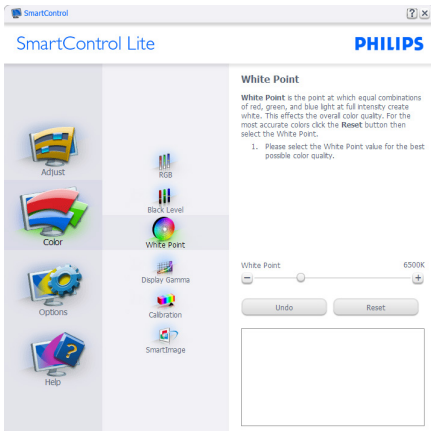 SmartControl
SmartControl Lite
PHILIPS
Adjust
Color
Options
Help
RGB
Black Level
White Point
Display Gamma
Calibration
SmartImage
White Point
White Point is the point at which equal combinations
of red, green, and blue light at full intensity create
white. This effects the overall color quality. For the
most accurate colors click the Reset button then
select the White Point.
1. Please select the White Point value for the best
possible color quality.
White Point 6500K
Undo Reset